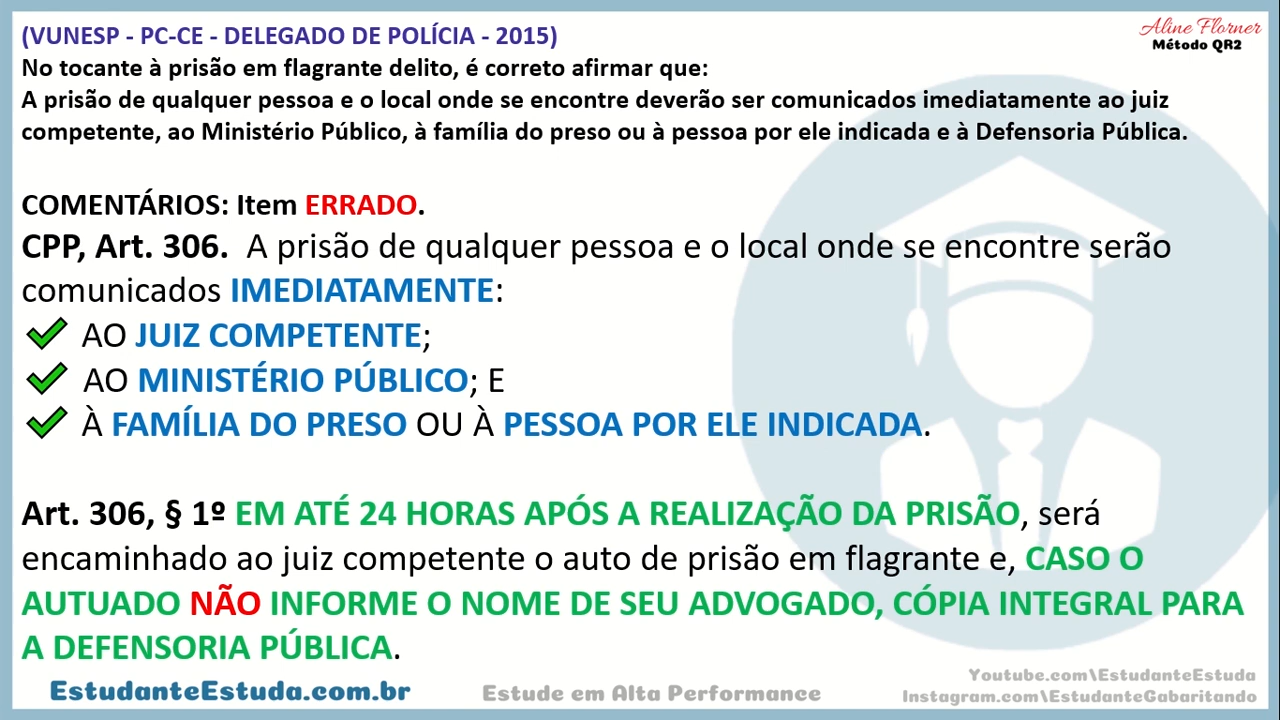 (VUNESP - PC-CE - DELEGADO DE POLÍCIA - 2015)
Aline Florner
Método QR2
No tocante à prisão em flagrante delito, é correto afirmar que:
A prisão de qualquer pessoa e o local onde se encontre deverão ser comunicados imediatamente ao juiz
competente, ao Ministério Público, à família do preso ou à pessoa por ele indicada e à Defensoria Pública.
COMENTÁRIOS: Item ERRADO.
CPP, Art. 306. A prisão de qualquer pessoa e o local onde se encontre serão
comunicados IMEDIATAMENTE:
AO JUIZ COMPETENTE;
AO MINISTÉRIO PÚBLICO; E
À FAMÍLIA DO PRESO OU À PESSOA POR ELE INDICADA.
Art. 306, § 1º EM ATÉ 24 HORAS APÓS A REALIZAÇÃO DA PRISÃO, será
encaminhado ao juiz competente o auto de prisão em flagrante e, CASO O
AUTUADO NÃO INFORME O NOME DE SEU ADVOGADO, CÓPIA INTEGRAL PARA
A DEFENSORIA PÚBLICA.
EstudanteEstuda.com.br
Estude em Alta Performance
Youtube.com\EstudanteEstuda
Instagram.com\EstudanteGabaritando